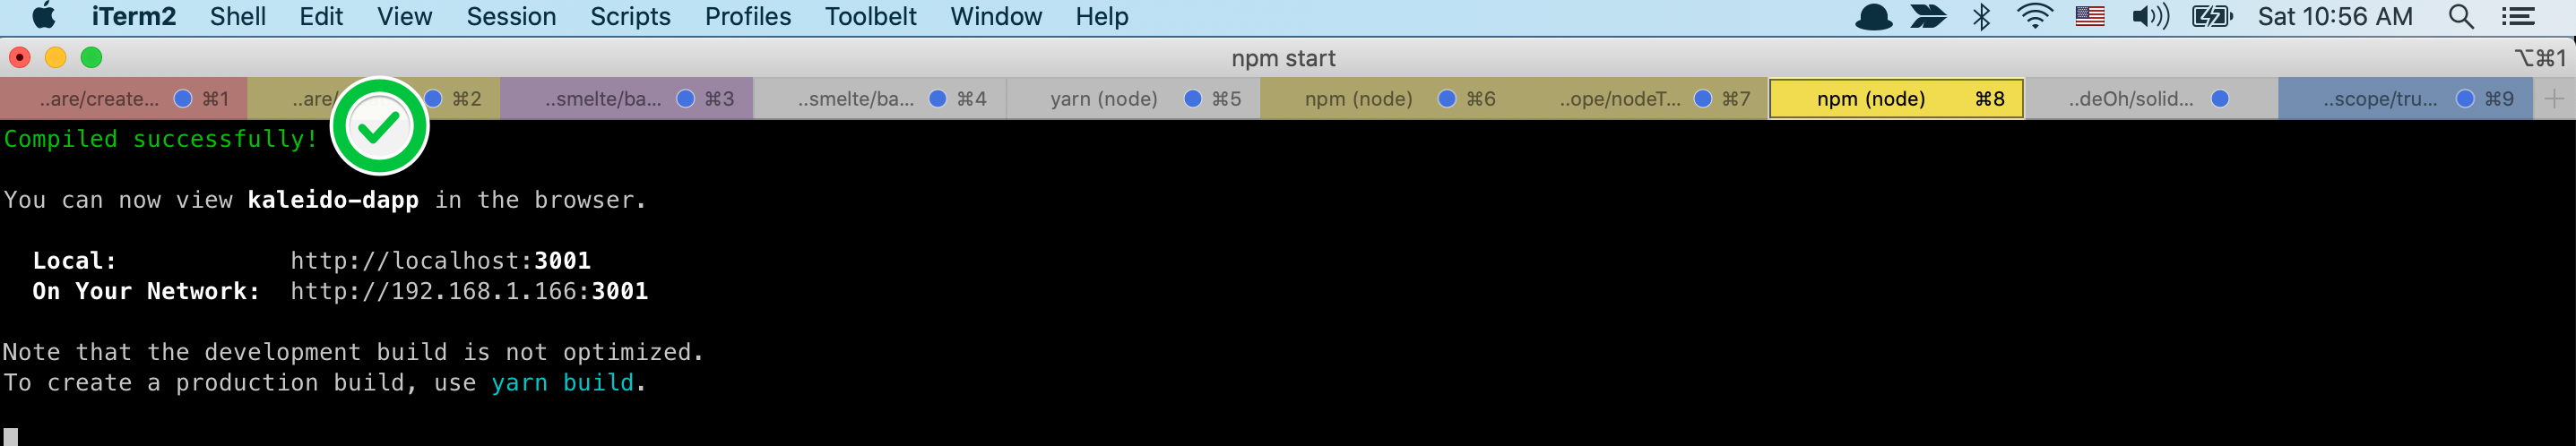 iTerm2 Shell Edit View Session Scripts Profiles Toolbelt Window Help Sat 10:56 AM
npm start ⌥⌘1
..are/create... ⌘1 ..are/ ⌘2 ..smelte/ba... ⌘3 ..smelte/ba... ⌘4 yarn (node) ⌘5 npm (node) ⌘6 ..ope/nodeT... ⌘7 npm (node) ⌘8 ..deOh/solid... ..scope/tru... ⌘9 +
Compiled successfully!
You can now view kaleido-dapp in the browser.
Local: http://localhost:3001
On Your Network: http://192.168.1.166:3001
Note that the development build is not optimized.
To create a production build, use yarn build.